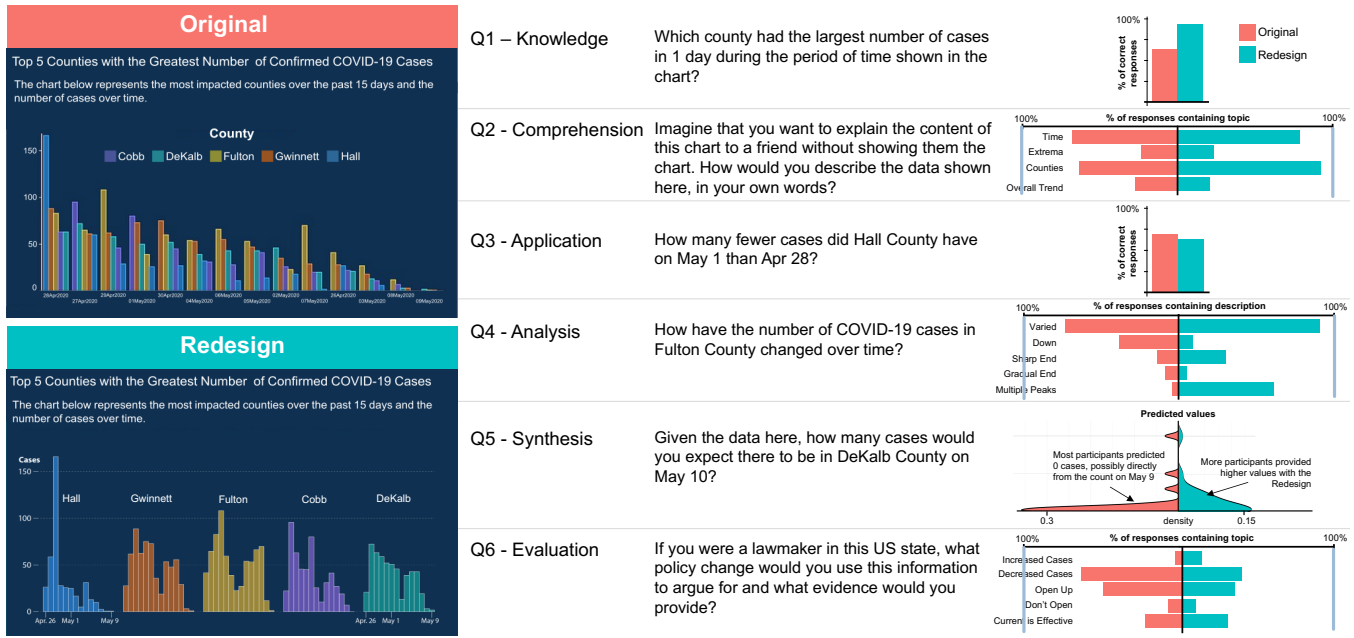 Original
Top 5 Counties with the Greatest Number of Confirmed COVID-19 Cases
The chart below represents the most impacted counties over the past 15 days and the
number of cases over time.
County
Cobb DeKalb Fulton Gwinnett Hall
150
100
50
0
28Apr2020 29Apr2020 30Apr2020 06May2020 02May2020 26Apr2020 08May2020
27Apr2020 01May2020 04May2020 05May2020 07May2020 03May2020 09May2020
Redesign
Top 5 Counties with the Greatest Number of Confirmed COVID-19 Cases
The chart below represents the most impacted counties over the past 15 days and the
number of cases over time.
Cases
150
Hall Gwinnett Fulton Cobb DeKalb
100
50
0
Apr. 26 May 1 May 9 Apr. 26 May 1 May 9
Q1 – Knowledge
Which county had the largest number of cases
in 1 day during the period of time shown in the
chart?
100%
% of correct
responses
Original
Redesign
Q2 - Comprehension
Imagine that you want to explain the content of
this chart to a friend without showing them the
chart. How would you describe the data shown
here, in your own words?
100% % of responses containing topic 100%
Time
Extrema
Counties
Overall Trend
Q3 - Application
How many fewer cases did Hall County have
on May 1 than Apr 28?
100%
% of correct
responses
Q4 - Analysis
How have the number of COVID-19 cases in
Fulton County changed over time?
100% % of responses containing description 100%
Varied
Down
Sharp End
Gradual End
Multiple Peaks
Q5 - Synthesis
Given the data here, how many cases would
you expect there to be in DeKalb County on
May 10?
Predicted values
Most participants predicted
0 cases, possibly directly
from the count on May 9
More participants provided
higher values with the
Redesign
0.3 density 0.15
Q6 - Evaluation
If you were a lawmaker in this US state, what
policy change would you use this information
to argue for and what evidence would you
provide?
100% % of responses containing topic 100%
Increased Cases
Decreased Cases
Open Up
Don't Open
Current is Effective